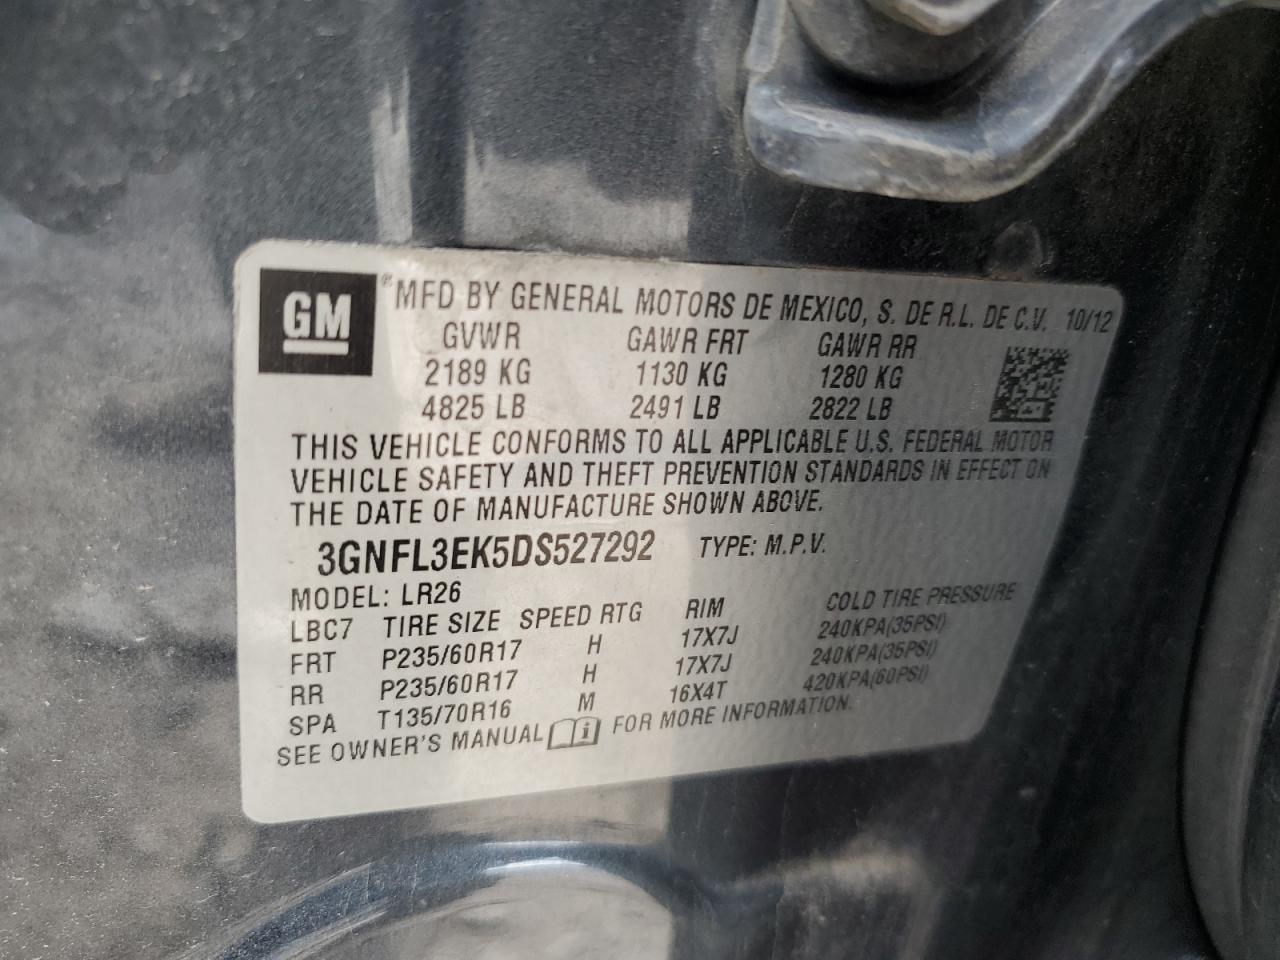 GM
® MFD BY GENERAL MOTORS DE MEXICO, S. DE R.L. DE C.V. 10/12
GVWR GAWR FRT GAWR RR
2189 KG 1130 KG 1280 KG
4825 LB 2491 LB 2822 LB
THIS VEHICLE CONFORMS TO ALL APPLICABLE U.S. FEDERAL MOTOR
VEHICLE SAFETY AND THEFT PREVENTION STANDARDS IN EFFECT ON
THE DATE OF MANUFACTURE SHOWN ABOVE.
3GNFL3EK5DS527292 TYPE: M.P.V.
MODEL: LR26
LBC7 TIRE SIZE SPEED RTG RIM COLD TIRE PRESSURE
FRT P235/60R17 H 17X7J 240KPA(35PSI)
RR P235/60R17 H 17X7J 240KPA(35PSI)
SPA T135/70R16 M 16X4T 420KPA(60PSI)
SEE OWNER'S MANUAL i FOR MORE INFORMATION.